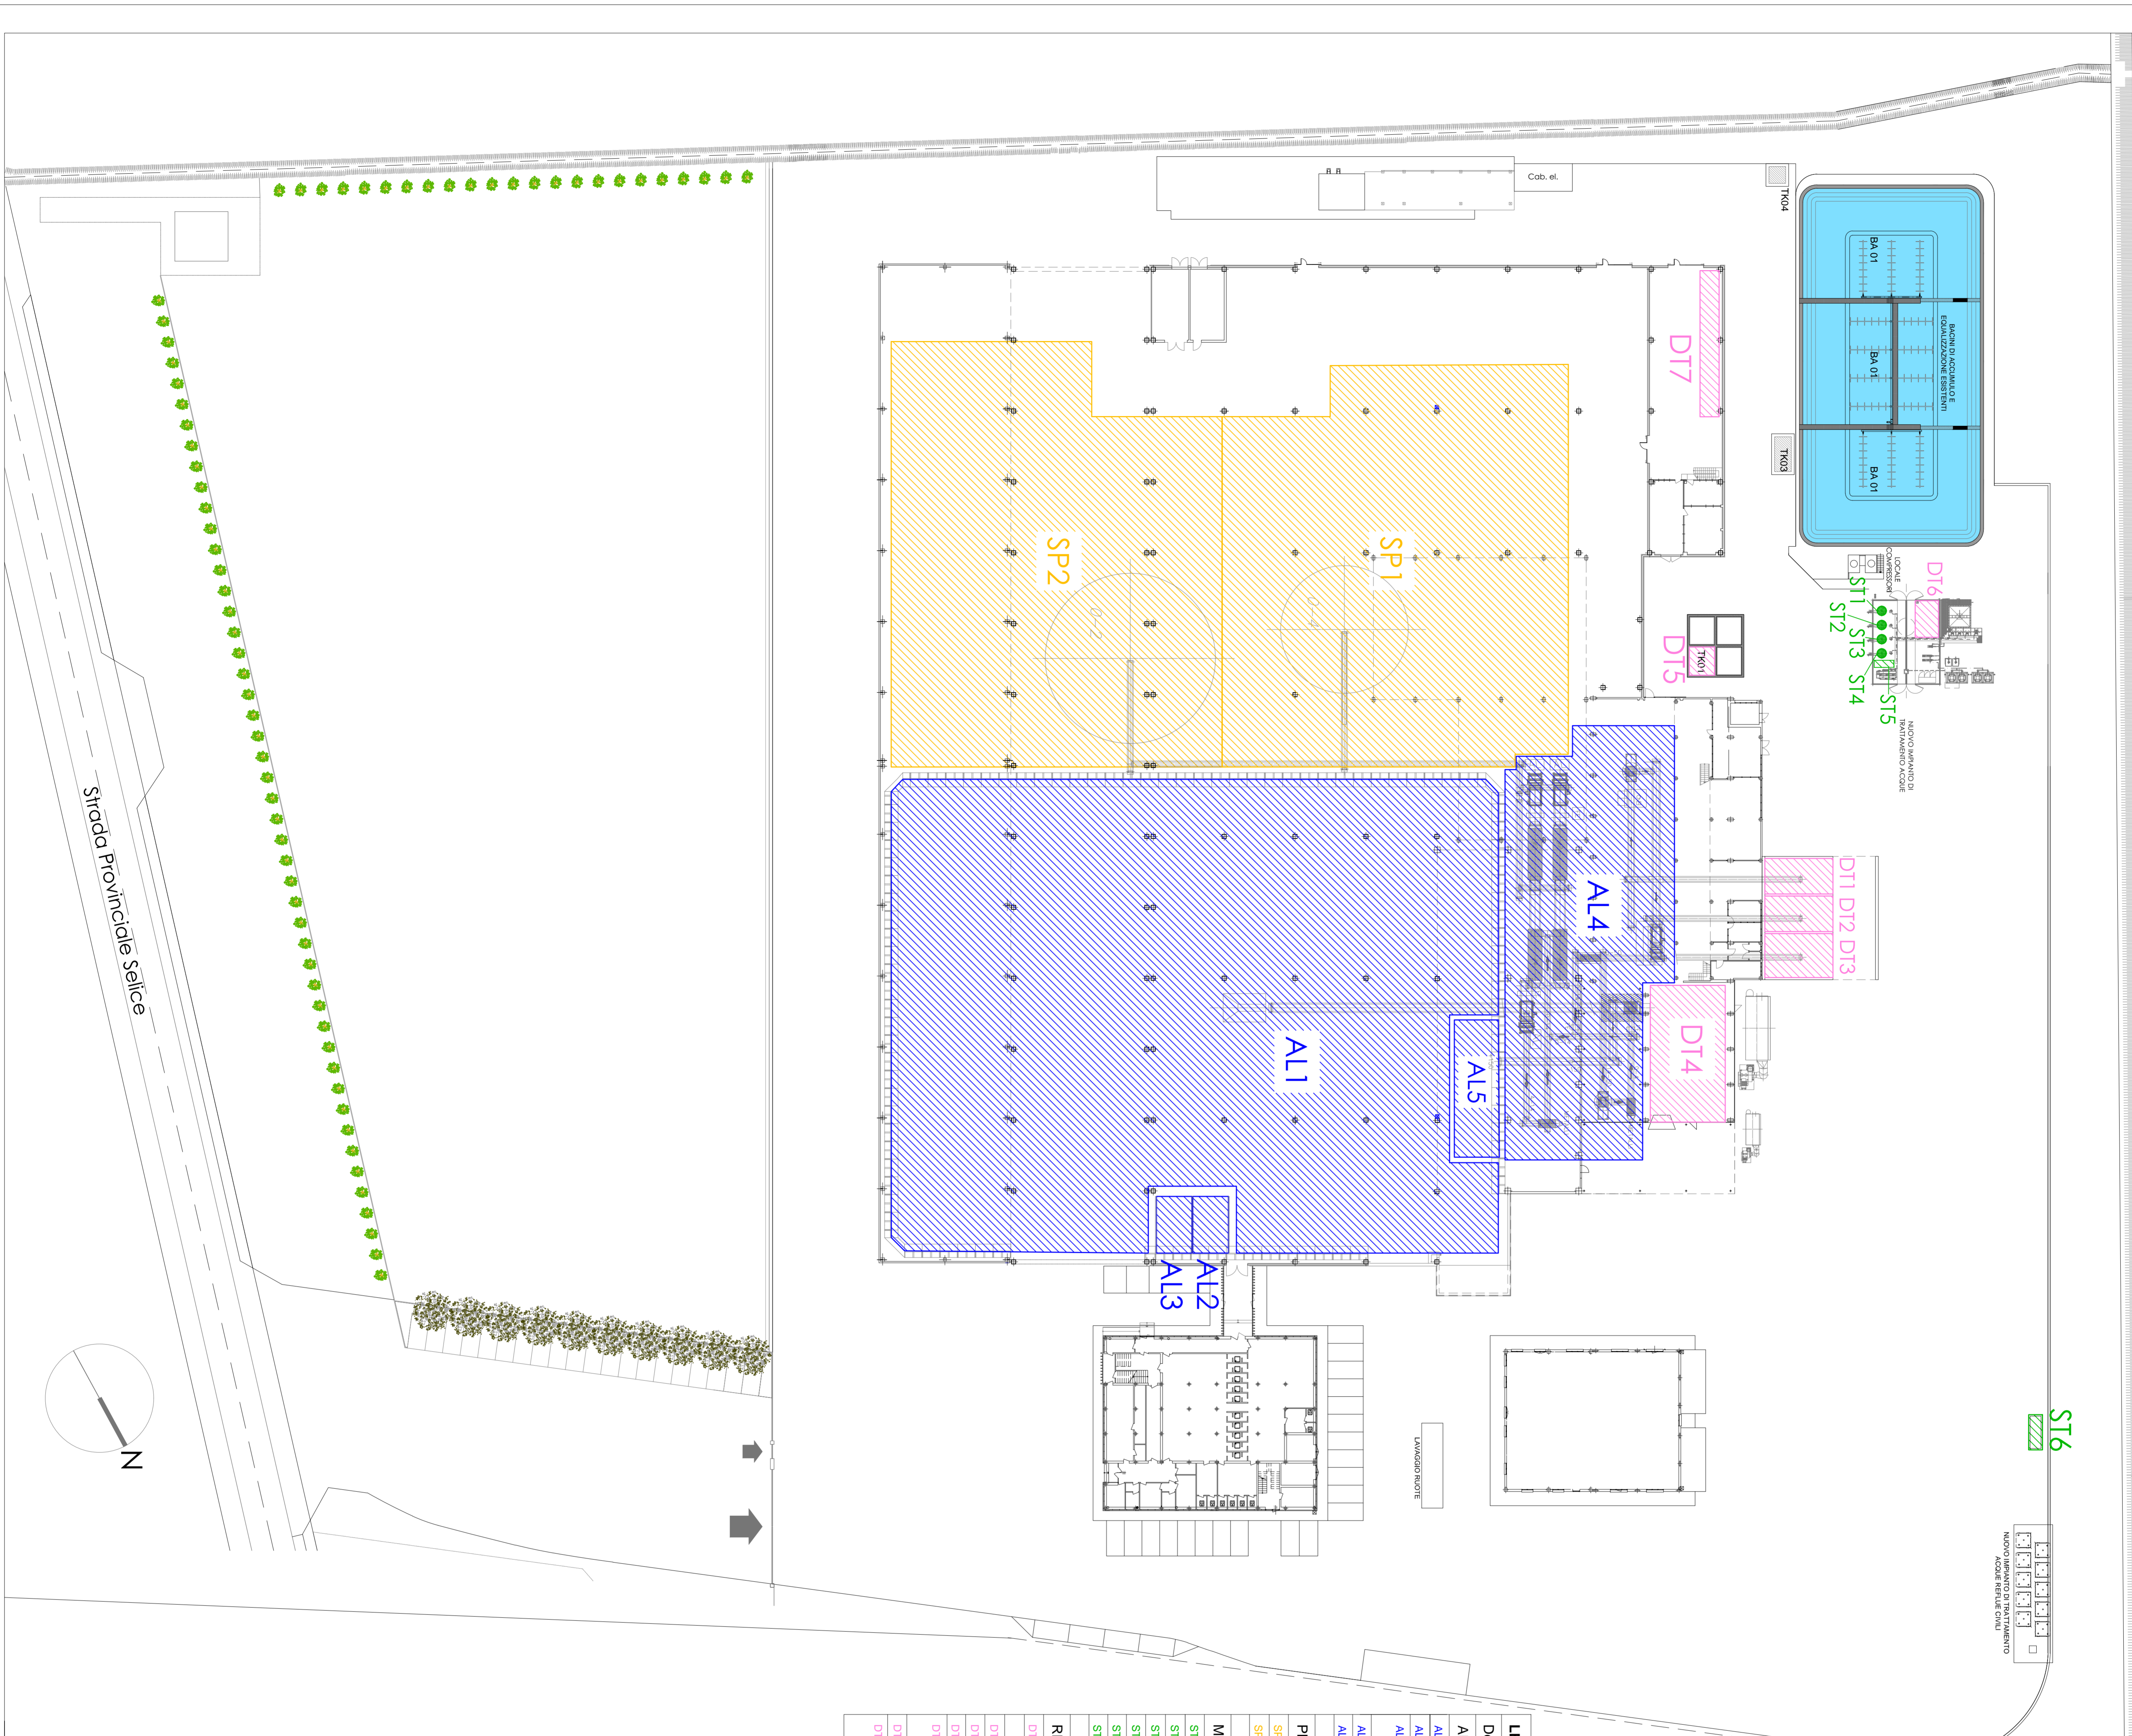 Cab. el.
TK04
BA 01
BACINI DI ACCUMULO E
EQUALIZZAZIONE ESISTENTI
BA 01
BA 01
TK03
DT7
LOCALE
COMPRESSORI
DT6
ST1
ST2
ST3
ST4
ST5
NUOVO IMPIANTO DI
TRATTAMENTO ACQUE
SP2
SP1
DT5
TK01
AL4
DT1 DT2 DT3
DT4
AL1
AL5
AL2
AL3
Strada Provinciale Selice
N
LAVAGGIO RUOTE
ST6
NUOVO IMPIANTO DI TRATTAMENTO
ACQUE REFLUE CIVILI